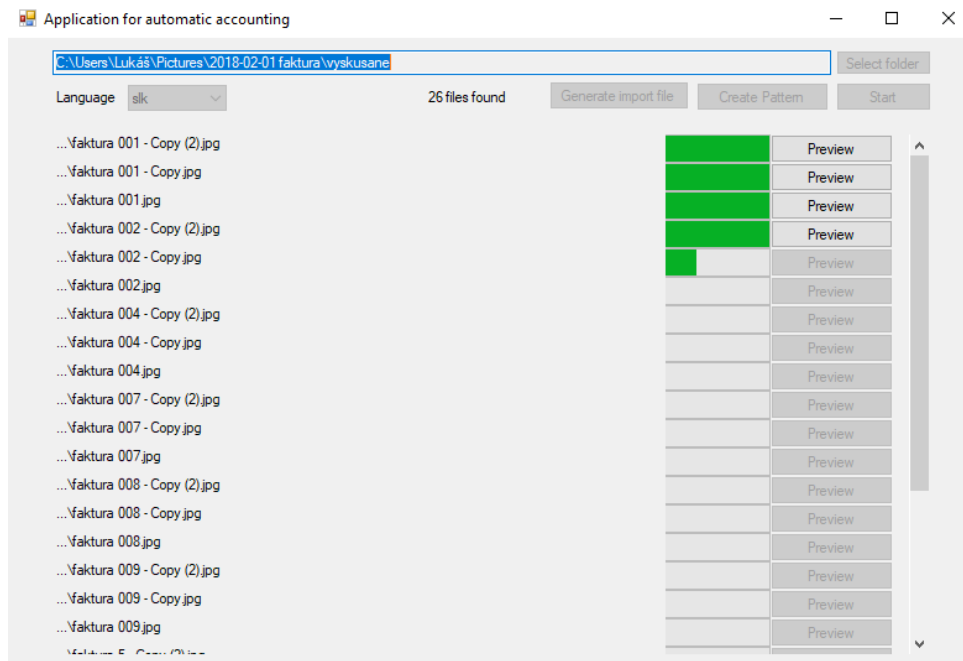 Application for automatic accounting
C:\Users\Lukáš\Pictures\2018-02-01 faktura\vyskusane Select folder
Language slk 26 files found Generate import file Create Pattern Start
...\faktura 001 - Copy (2).jpg Preview
...\faktura 001 - Copy.jpg Preview
...\faktura 001.jpg Preview
...\faktura 002 - Copy (2).jpg Preview
...\faktura 002 - Copy.jpg Preview
...\faktura 002.jpg Preview
...\faktura 004 - Copy (2).jpg Preview
...\faktura 004 - Copy.jpg Preview
...\faktura 004.jpg Preview
...\faktura 007 - Copy (2).jpg Preview
...\faktura 007 - Copy.jpg Preview
...\faktura 007.jpg Preview
...\faktura 008 - Copy (2).jpg Preview
...\faktura 008 - Copy.jpg Preview
...\faktura 008.jpg Preview
...\faktura 009 - Copy (2).jpg Preview
...\faktura 009 - Copy.jpg Preview
...\faktura 009.jpg Preview